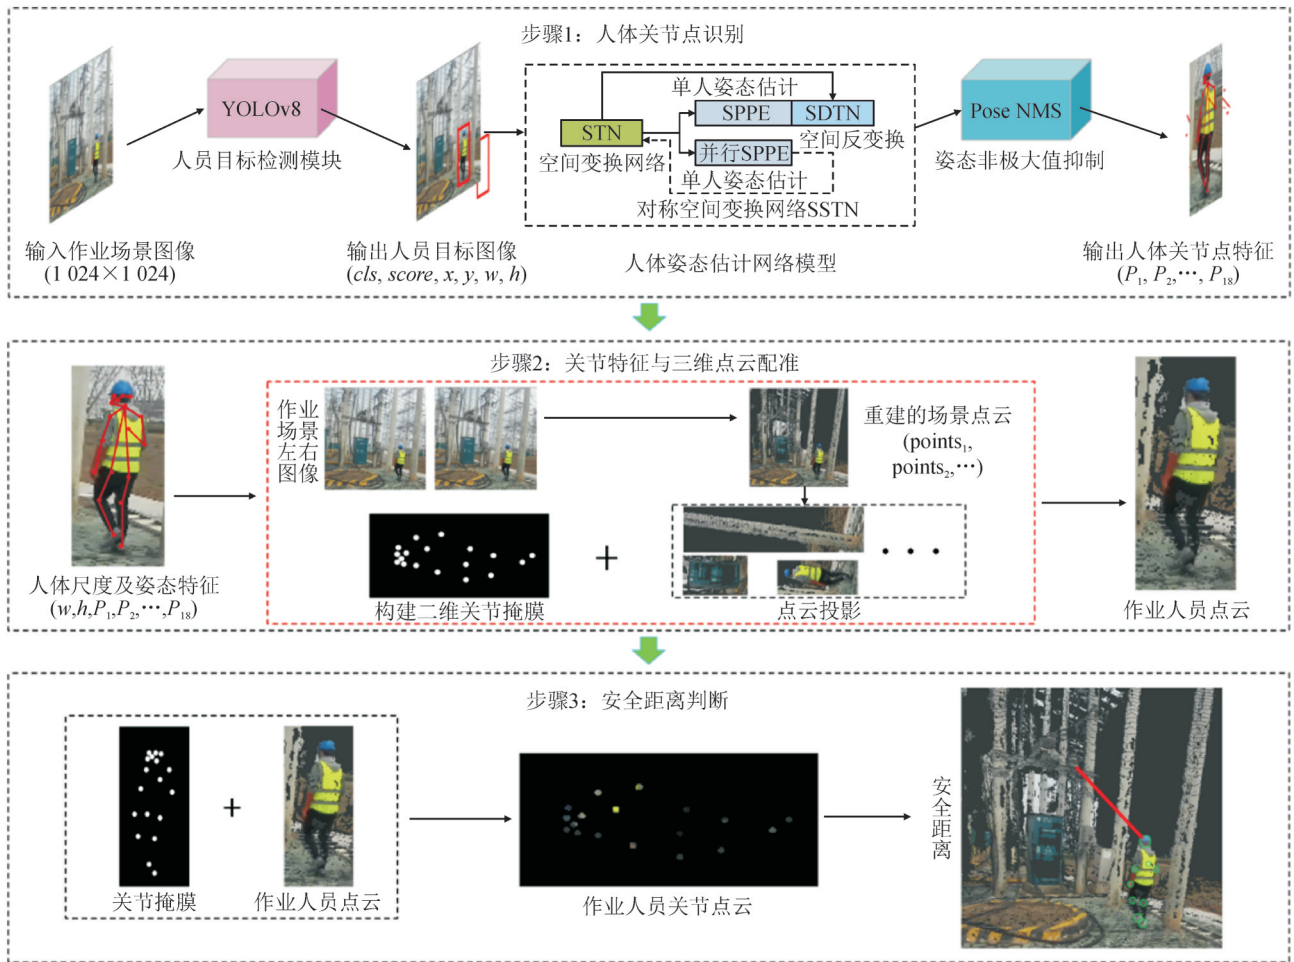 步骤1：人体关节点识别
YOLOv8
人员目标检测模块
单人姿态估计
SPPE
SDTN
STN
空间反变换
空间变换网络
并行SPPE
单人姿态估计
对称空间变换网络SSTN
Pose NMS
姿态非极大值抑制
输入作业场景图像
(1 024×1 024)
输出人员目标图像
(cls, score, x, y, w, h)
人体姿态估计网络模型
输出人体关节点特征
(P₁, P₂,…, P₁₈)
步骤2：关节特征与三维点云配准
作业
场景
左右
图像
重建的场景点云
(points₁,
points₂,…)
人体尺度及姿态特征
(w,h,P₁,P₂,…,P₁₈)
构建二维关节掩膜
+
点云投影
作业人员点云
步骤3：安全距离判断
+
关节掩膜
作业人员点云
作业人员关节点云
安全距离